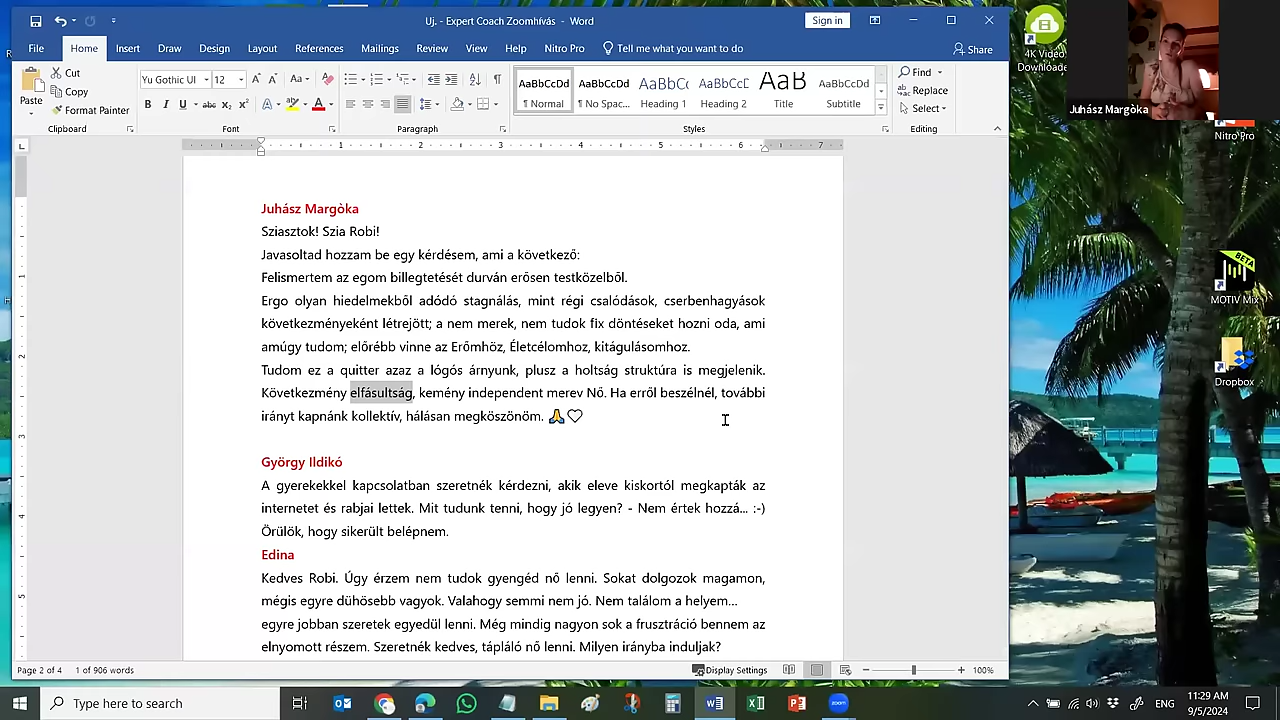 Uj. - Expert Coach Zoomhívás - Word
Sign in
File Home Insert Draw Design Layout References Mailings Review View Help Nitro Pro Tell me what you want to do Share
Paste
Cut
Copy
Format Painter
Clipboard
Yu Gothic UI 12
Font
Paragraph
AaBbCcDd AaBbCcDd AaBbCc AaBbCcD AaB AaBbCcDd
¶ Normal ¶ No Spac... Heading 1 Heading 2 Title Subtitle
Styles
Find
Replace
Select
Editing
Juhász Margòka
Sziasztok! Szia Robi!
Javasoltad hozzam be egy kérdésem, ami a következő:
Felismertem az egom billegtetését durván erősen testközelből.
Ergo olyan hiedelmekből adódó stagnálás, mint régi csalódások, cserbenhagyások
következményeként létrejött; a nem merek, nem tudok fix döntéseket hozni oda, ami
amúgy tudom; előrébb vinne az Erőmhöz, Életcélomhoz, kitágulásomhoz.
Tudom ez a quitter azaz a lógós árnyunk, plusz a holtság struktúra is megjelenik.
Következmény elfásultság, kemény independent merev Nő. Ha erről beszélnél, további
irányt kapnánk kollektív, hálásan megköszönöm. 🙏♡
György Ildikó
A gyerekekkel kapcsolatban szeretnék kérdezni, akik eleve kiskortól megkapták az
internetet és rabjai lettek. Mit tudunk tenni, hogy jó legyen? - Nem értek hozzá... :-)
Örülök, hogy sikerült belépnem.
Edina
Kedves Robi. Úgy érzem nem tudok gyengéd nő lenni. Sokat dolgozok magamon,
mégis egyre dühösebb vagyok. Valahogy semmi nem jó. Nem találom a helyem...
egyre jobban szeretek egyedül lenni. Még mindig nagyon sok a frusztráció bennem az
elnyomott részem. Szeretnék kedves, tápláló nő lenni. Milyen irányba induljak?
Page 2 of 4 1 of 906 words
Display Settings
100%
Type here to search
ENG
11:29 AM
9/5/2024
4K Video
Downloade
Juhász Margòka
Nitro Pro
BETA
MOTIV Mix
Dropbox